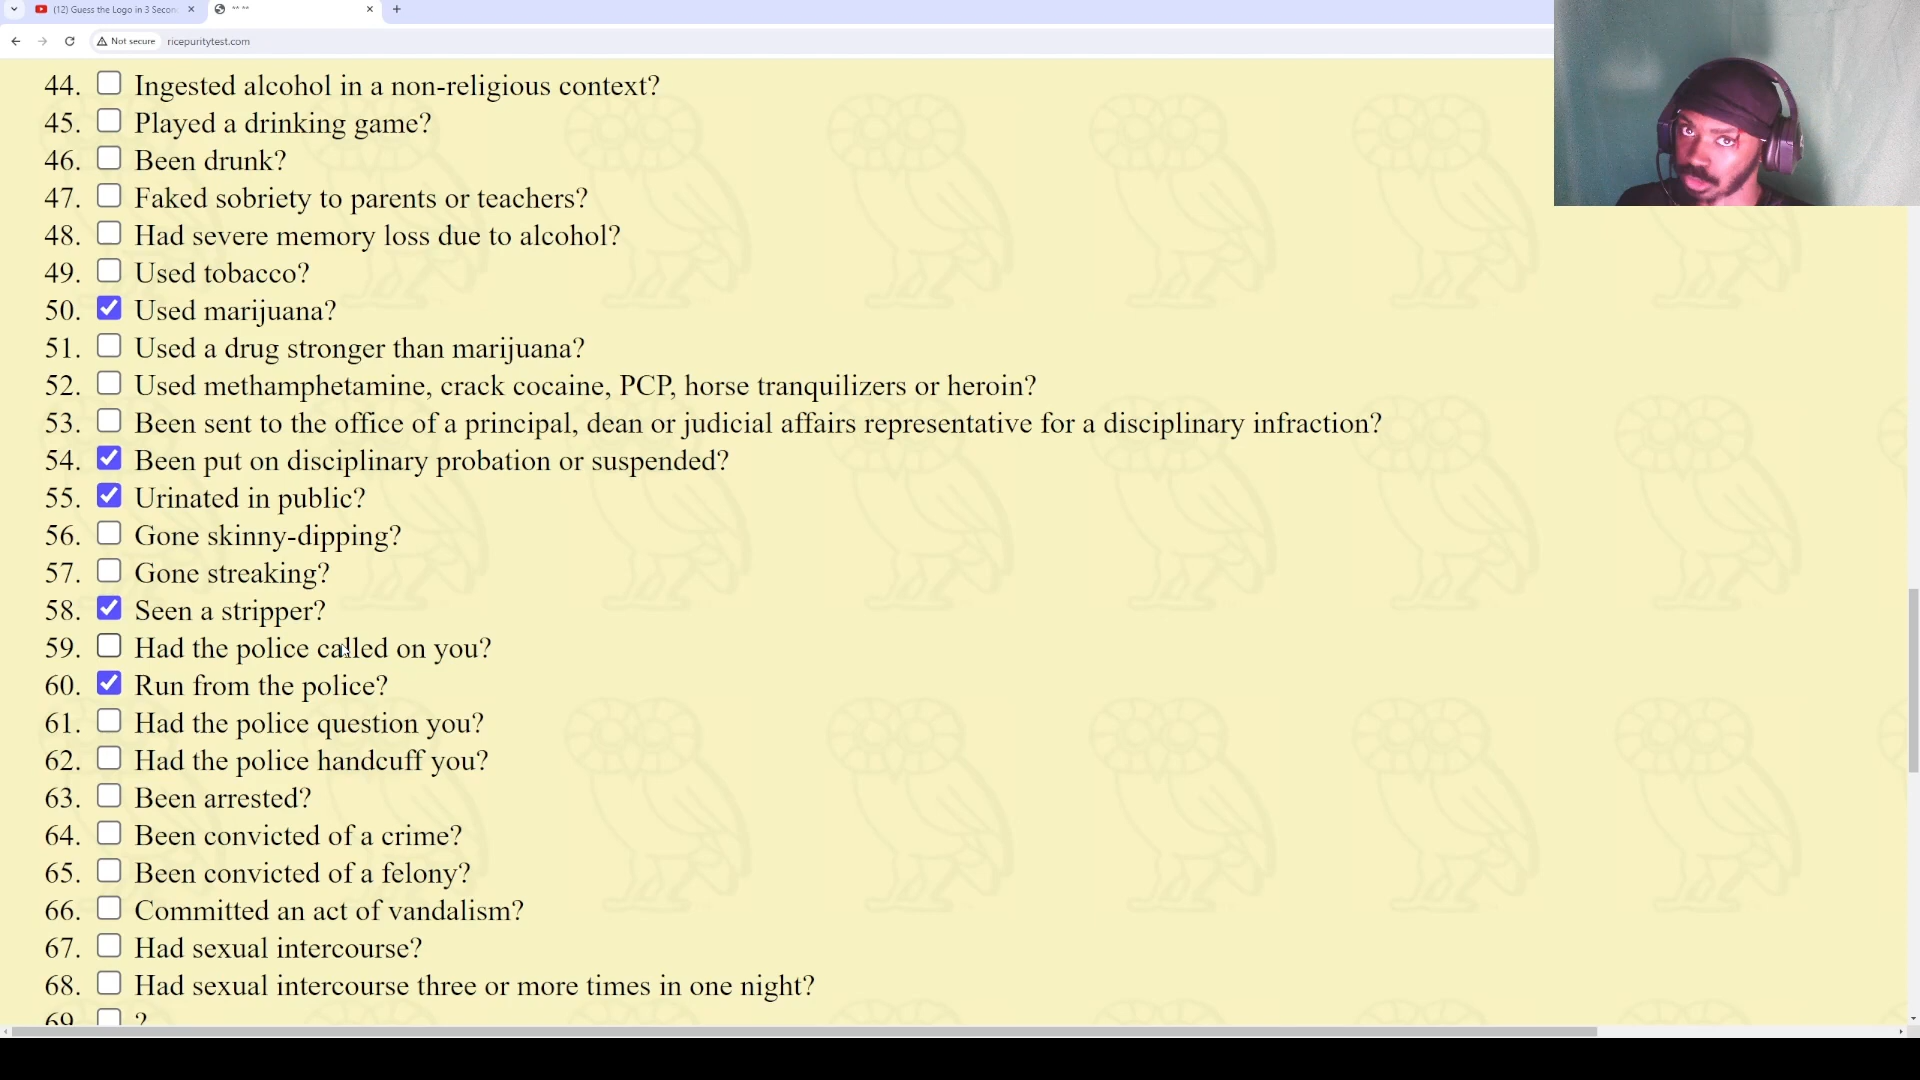 (12) Guess the Logo in 3 Secon
** **
Not secure ricepuritytest.com
44. Ingested alcohol in a non-religious context?
45. Played a drinking game?
46. Been drunk?
47. Faked sobriety to parents or teachers?
48. Had severe memory loss due to alcohol?
49. Used tobacco?
50. Used marijuana?
51. Used a drug stronger than marijuana?
52. Used methamphetamine, crack cocaine, PCP, horse tranquilizers or heroin?
53. Been sent to the office of a principal, dean or judicial affairs representative for a disciplinary infraction?
54. Been put on disciplinary probation or suspended?
55. Urinated in public?
56. Gone skinny-dipping?
57. Gone streaking?
58. Seen a stripper?
59. Had the police called on you?
60. Run from the police?
61. Had the police question you?
62. Had the police handcuff you?
63. Been arrested?
64. Been convicted of a crime?
65. Been convicted of a felony?
66. Committed an act of vandalism?
67. Had sexual intercourse?
68. Had sexual intercourse three or more times in one night?
69. ?